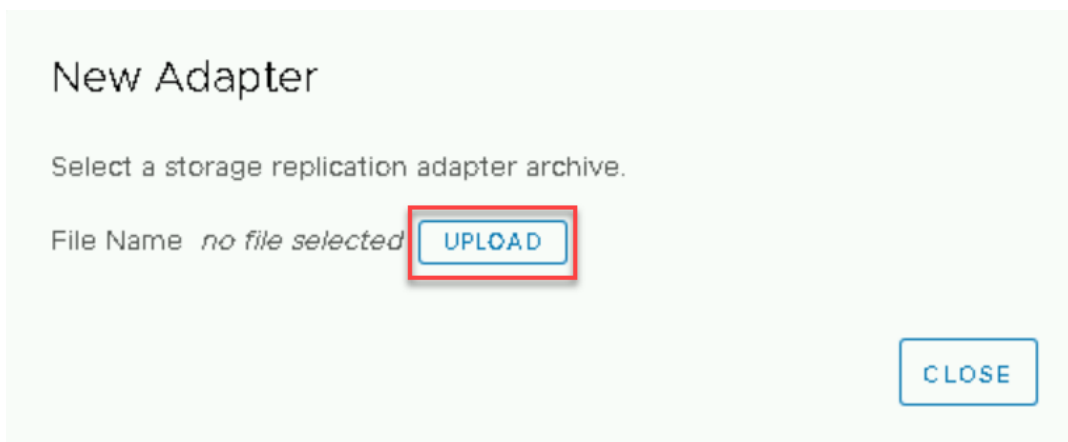 New Adapter
Select a storage replication adapter archive.
File Name no file selected UPLOAD
CLOSE